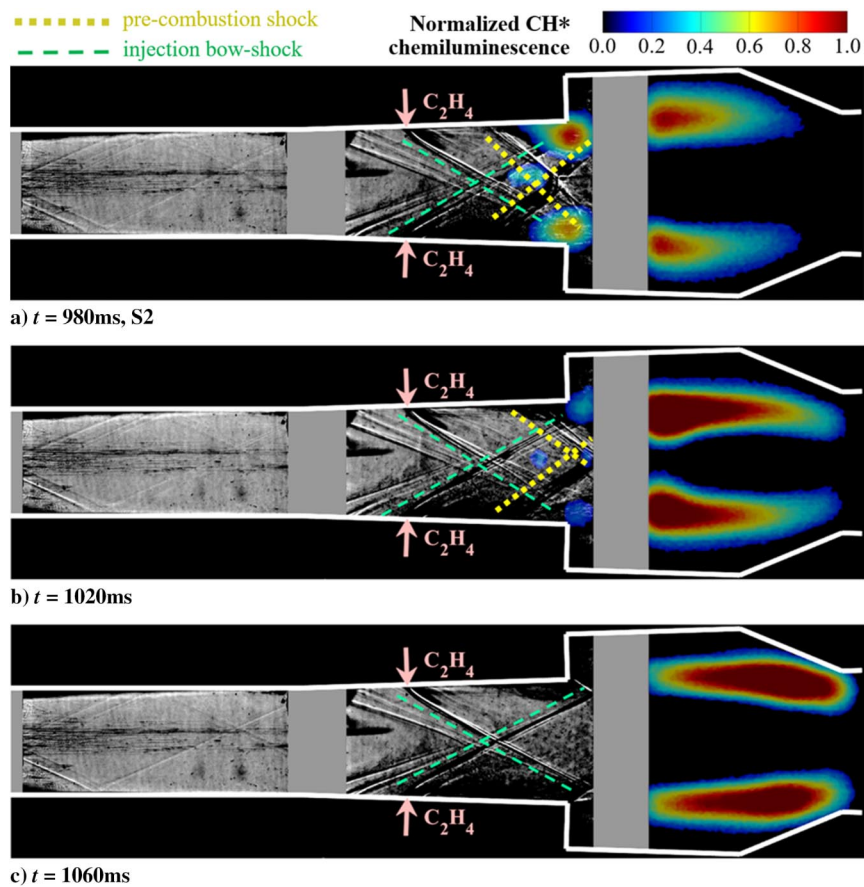 pre-combustion shock
injection bow-shock
Normalized CH*
chemiluminescence
0.0 0.2 0.4 0.6 0.8 1.0
C₂H₄
C₂H₄
a) t = 980ms, S2
C₂H₄
C₂H₄
b) t = 1020ms
C₂H₄
C₂H₄
c) t = 1060ms